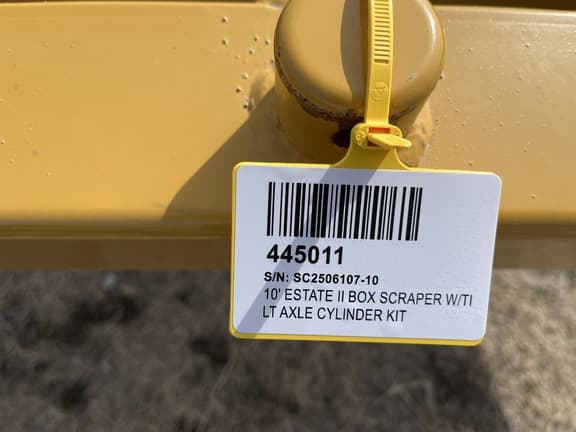 445011
S/N: SC2506107-10
10' ESTATE II BOX SCRAPER W/TI
LT AXLE CYLINDER KIT